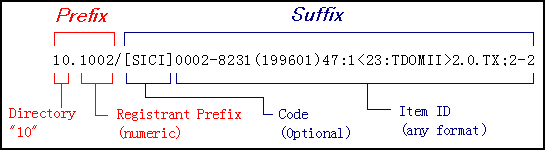 Prefix Suffix
10.1002/[SICI]0002-8231(199601)47:1<23:TDOMII>2.0.TX;2-2
Directory "10"
Registrant Prefix (numeric)
Code (Optional)
Item ID (any format)